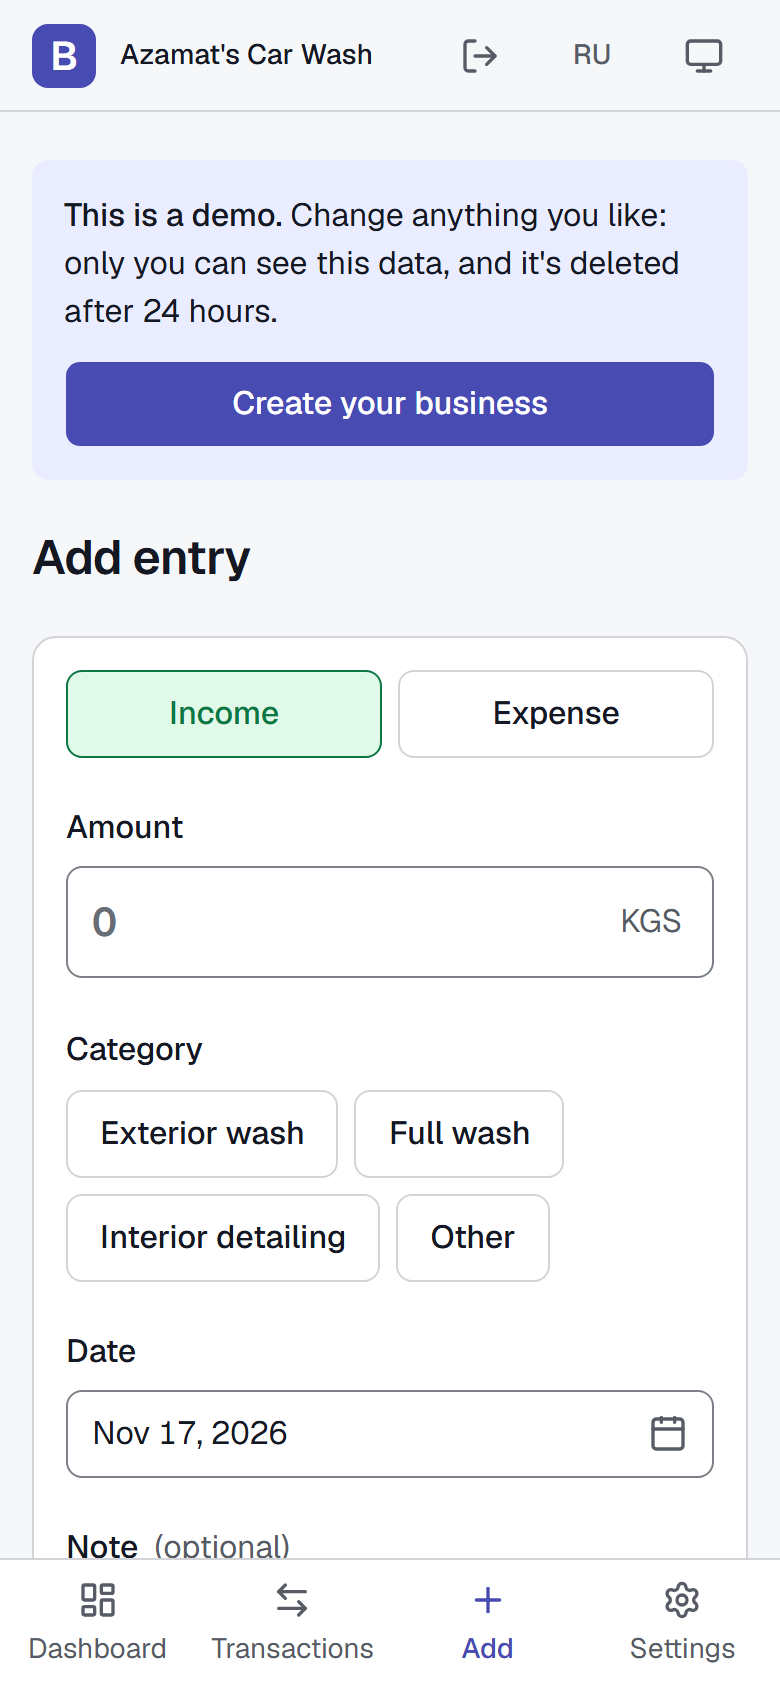 B Azamat's Car Wash RU
This is a demo. Change anything you like:
only you can see this data, and it's deleted
after 24 hours.
Create your business
Add entry
Income Expense
Amount
0 KGS
Category
Exterior wash Full wash
Interior detailing Other
Date
Nov 17, 2026
Note (optional)
Dashboard Transactions Add Settings